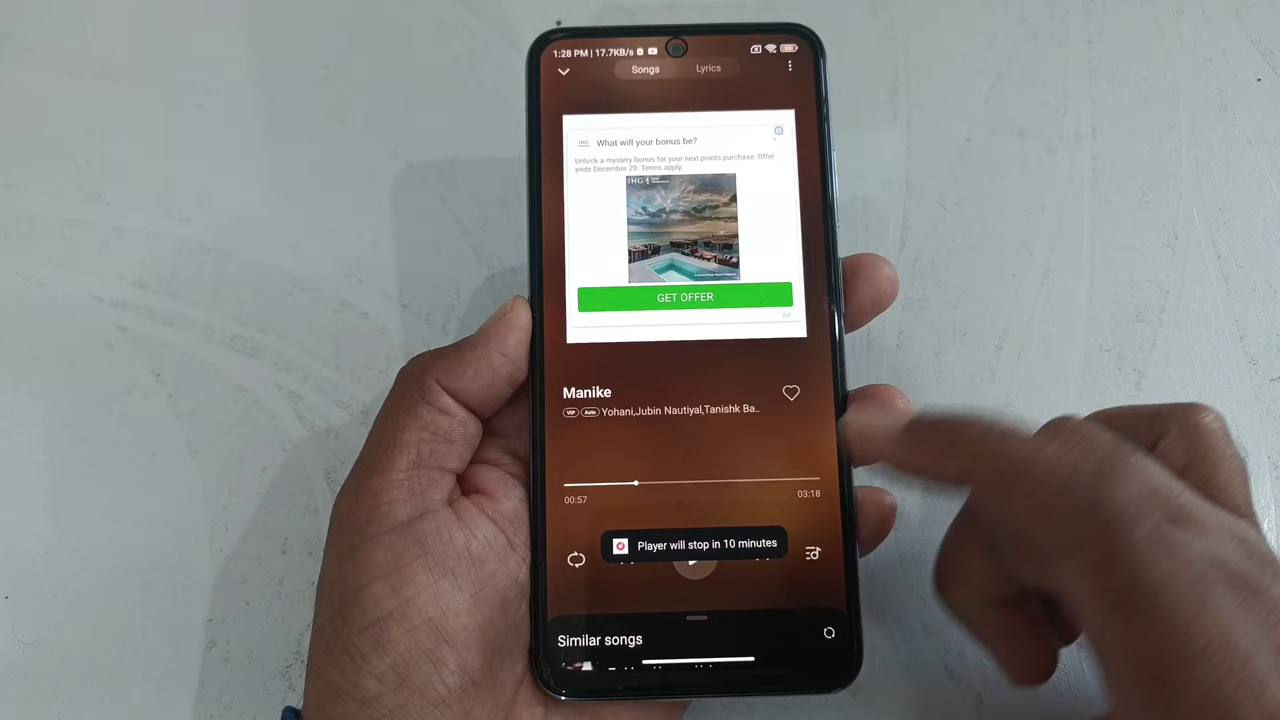 1:28 PM | 17.7KB/s
Songs
Lyrics
IHG
What will your bonus be?
Unlock a mystery bonus for your next points purchase. Offer
ends December 29. Terms apply.
IHG
GET OFFER
Ad
Manike
VIP Auto Yohani,Jubin Nautiyal,Tanishk Ba..
00:57
03:18
Player will stop in 10 minutes
Similar songs